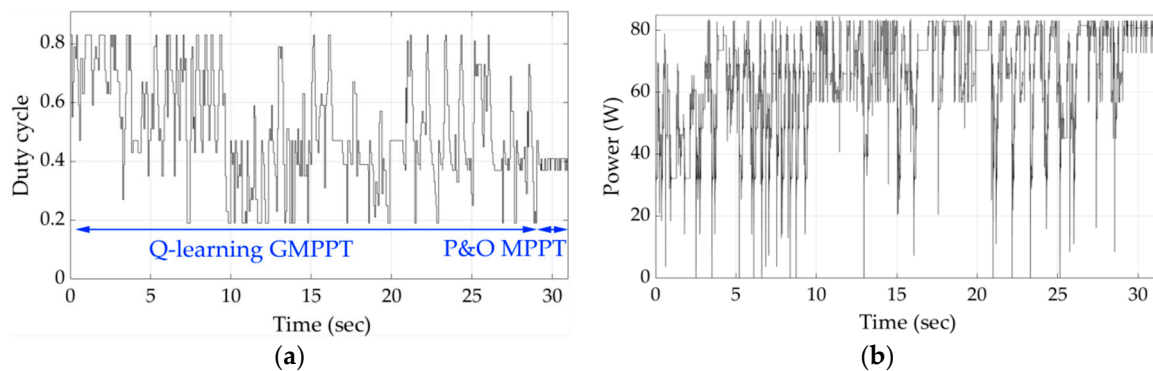 0.8
0.6
0.4
0.2
0
Duty cycle
Q-learning GMPPT
P&O MPPT
0 5 10 15 20 25 30
Time (sec)
(a)
80
60
40
20
0
Power (W)
0 5 10 15 20 25 30
Time (sec)
(b)